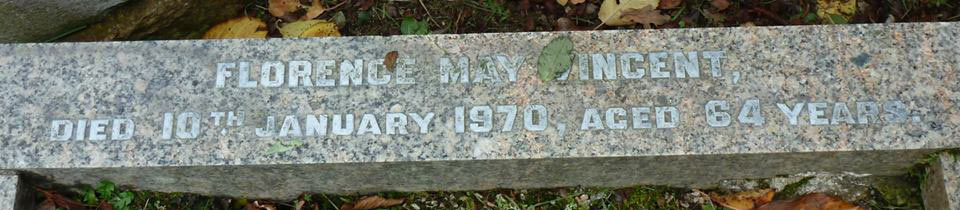 FLORENCE MAY VINCENT,
DIED 10TH JANUARY 1970, AGED 64 YEARS.